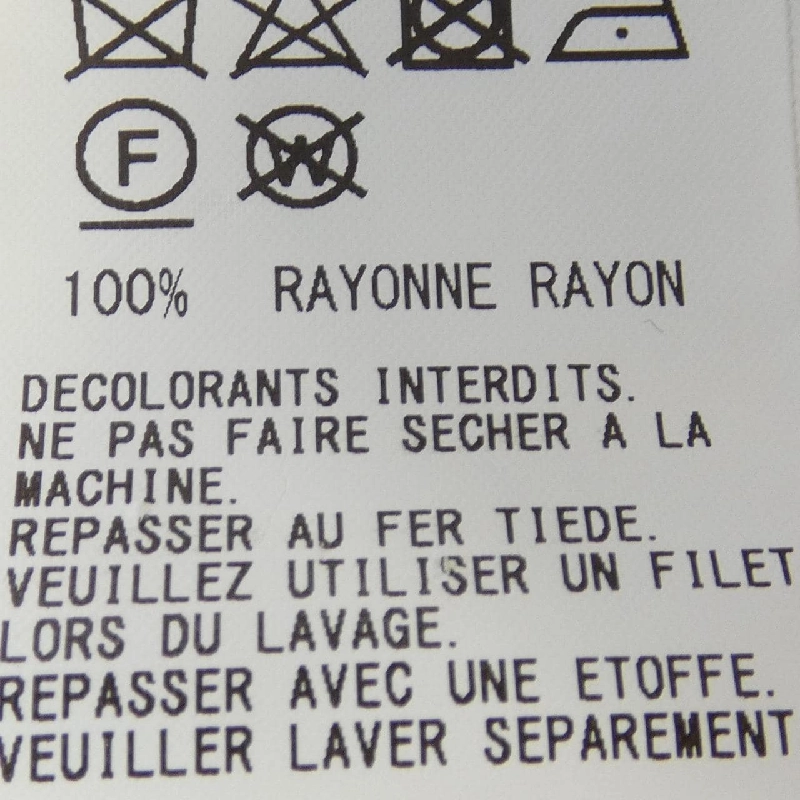 F W
100% RAYONNE RAYON
DECOLORANTS INTERDITS.
NE PAS FAIRE SECHER A LA
MACHINE.
REPASSER AU FER TIEDE.
VEUILLEZ UTILISER UN FILET
LORS DU LAVAGE.
REPASSER AVEC UNE ETOFFE.
VEUILLER LAVER SEPAREMENT